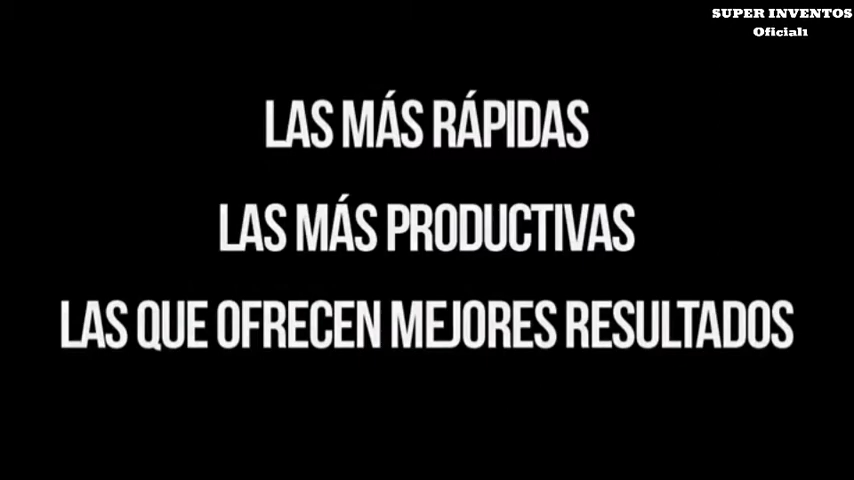 SUPER INVENTOS
Oficial1
LAS MÁS RÁPIDAS
LAS MÁS PRODUCTIVAS
LAS QUE OFRECEN MEJORES RESULTADOS